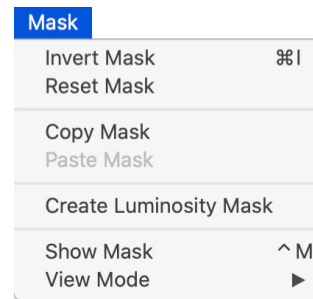 Mask
Invert Mask ⌘I
Reset Mask
Copy Mask
Paste Mask
Create Luminosity Mask
Show Mask ^M
View Mode ▶